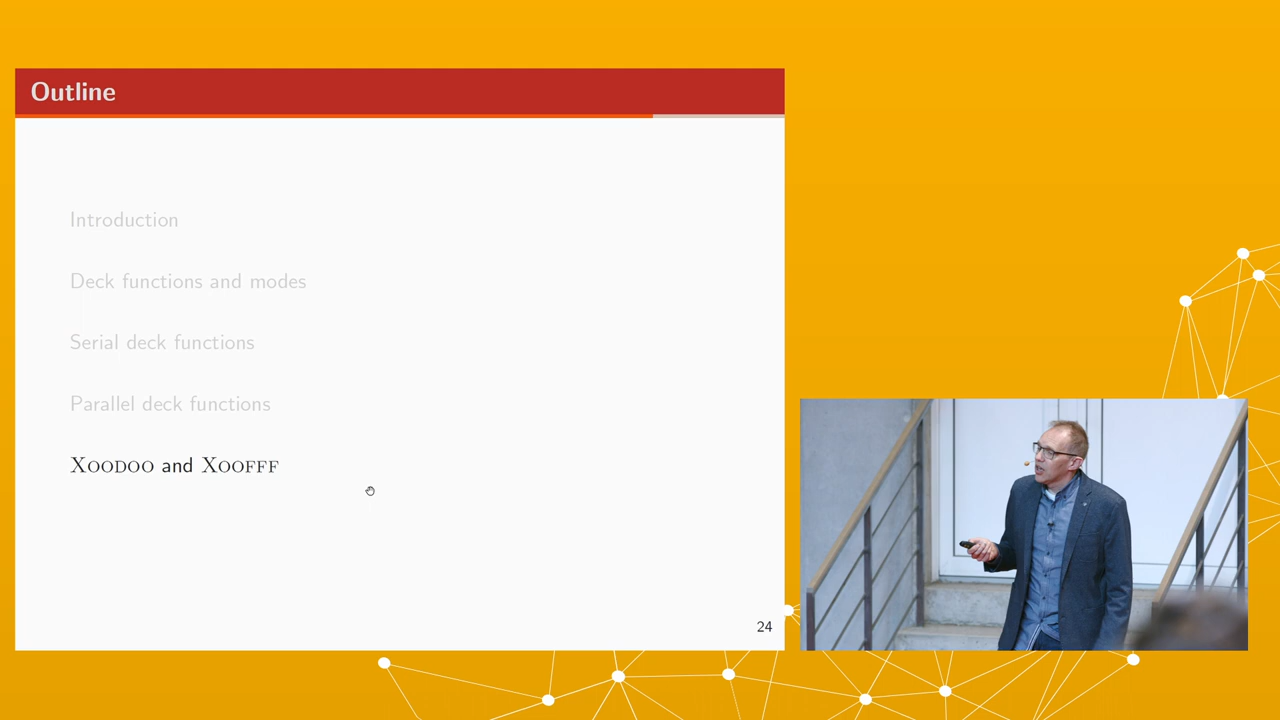 Outline
Introduction
Deck functions and modes
Serial deck functions
Parallel deck functions
XOODOO and XOOFFF
24